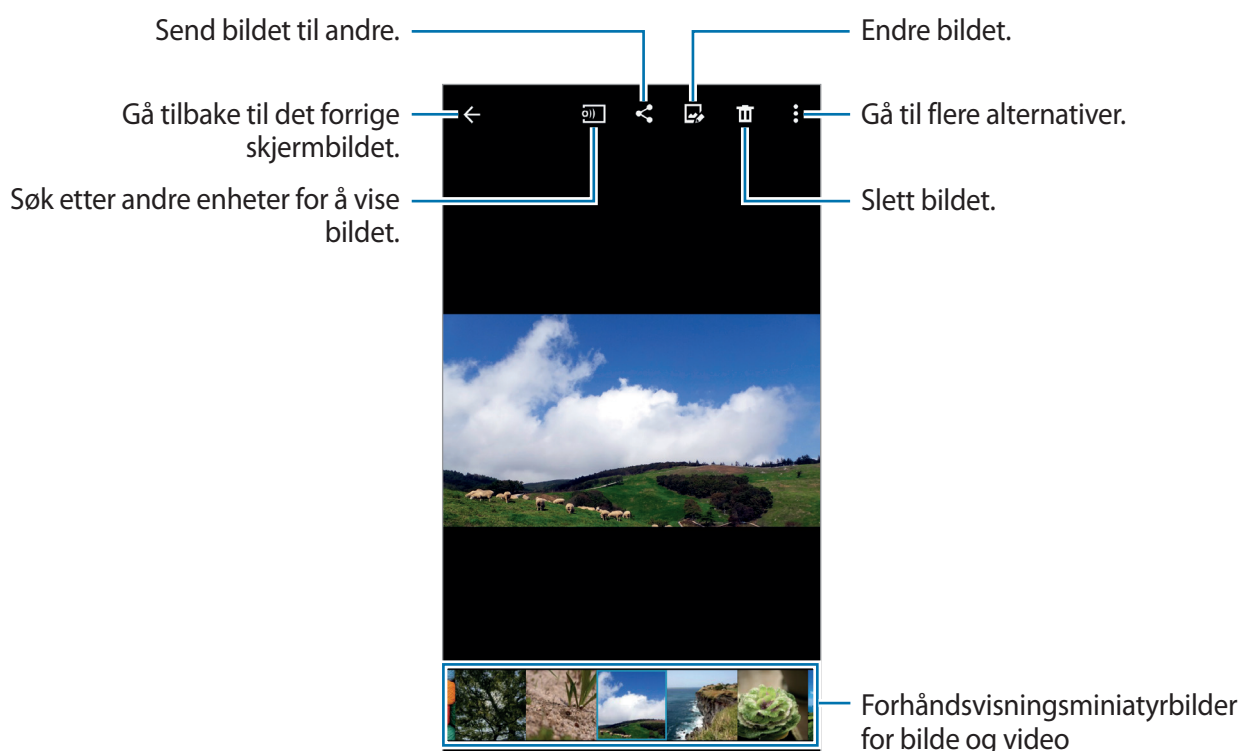 Send bildet til andre.
Endre bildet.
Gå tilbake til det forrige
skjermbildet.
Gå til flere alternativer.
Søk etter andre enheter for å vise
bildet.
Slett bildet.
Forhåndsvisningsminiatyrbilder
for bilde og video